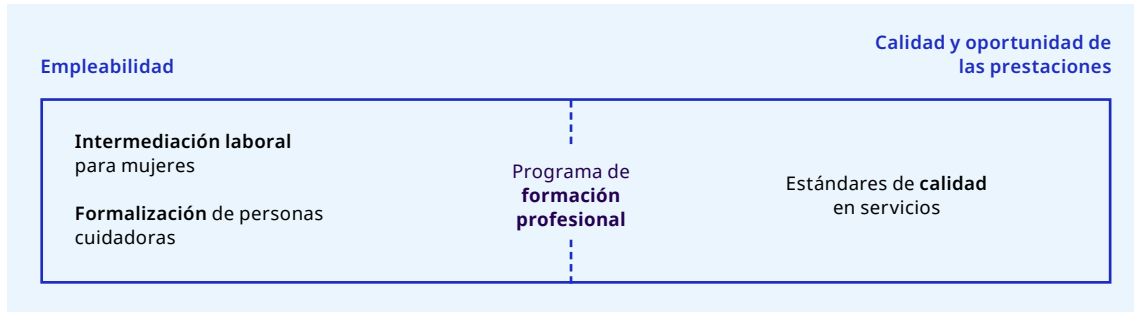 Empleabilidad
Calidad y oportunidad de
las prestaciones
Intermediación laboral
para mujeres
Formalización de personas
cuidadoras
Programa de
formación
profesional
Estándares de calidad
en servicios